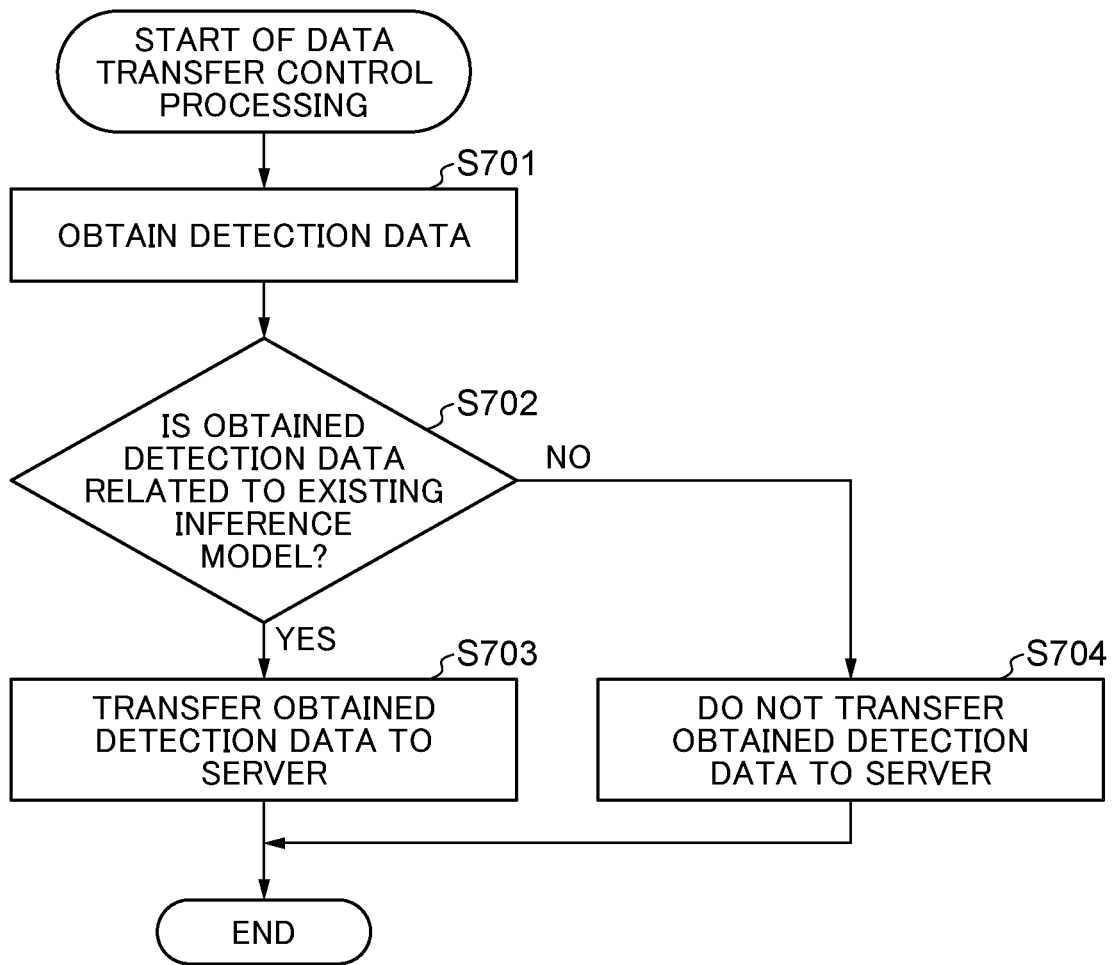 START OF DATA
TRANSFER CONTROL
PROCESSING
S701
OBTAIN DETECTION DATA
S702
IS OBTAINED
DETECTION DATA
RELATED TO EXISTING
INFERENCE
MODEL?
NO
YES
S703
TRANSFER OBTAINED
DETECTION DATA TO
SERVER
S704
DO NOT TRANSFER
OBTAINED DETECTION
DATA TO SERVER
END